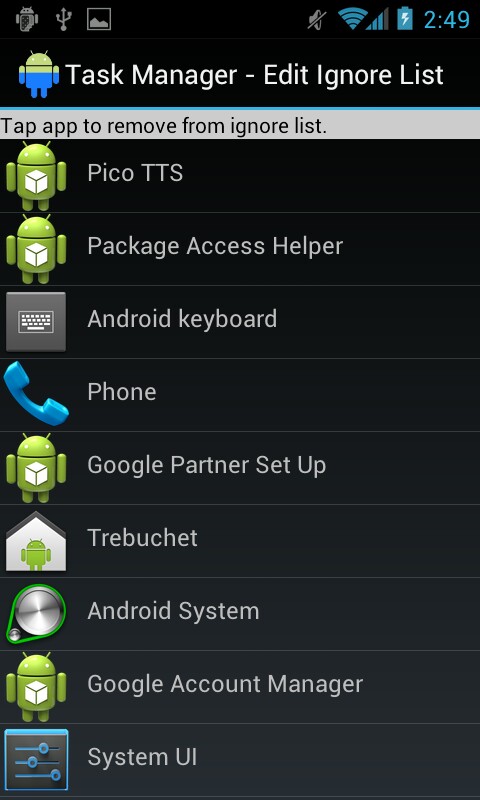 2:49
Task Manager - Edit Ignore List
Tap app to remove from ignore list.
Pico TTS
Package Access Helper
Android keyboard
Phone
Google Partner Set Up
Trebuchet
Android System
Google Account Manager
System UI